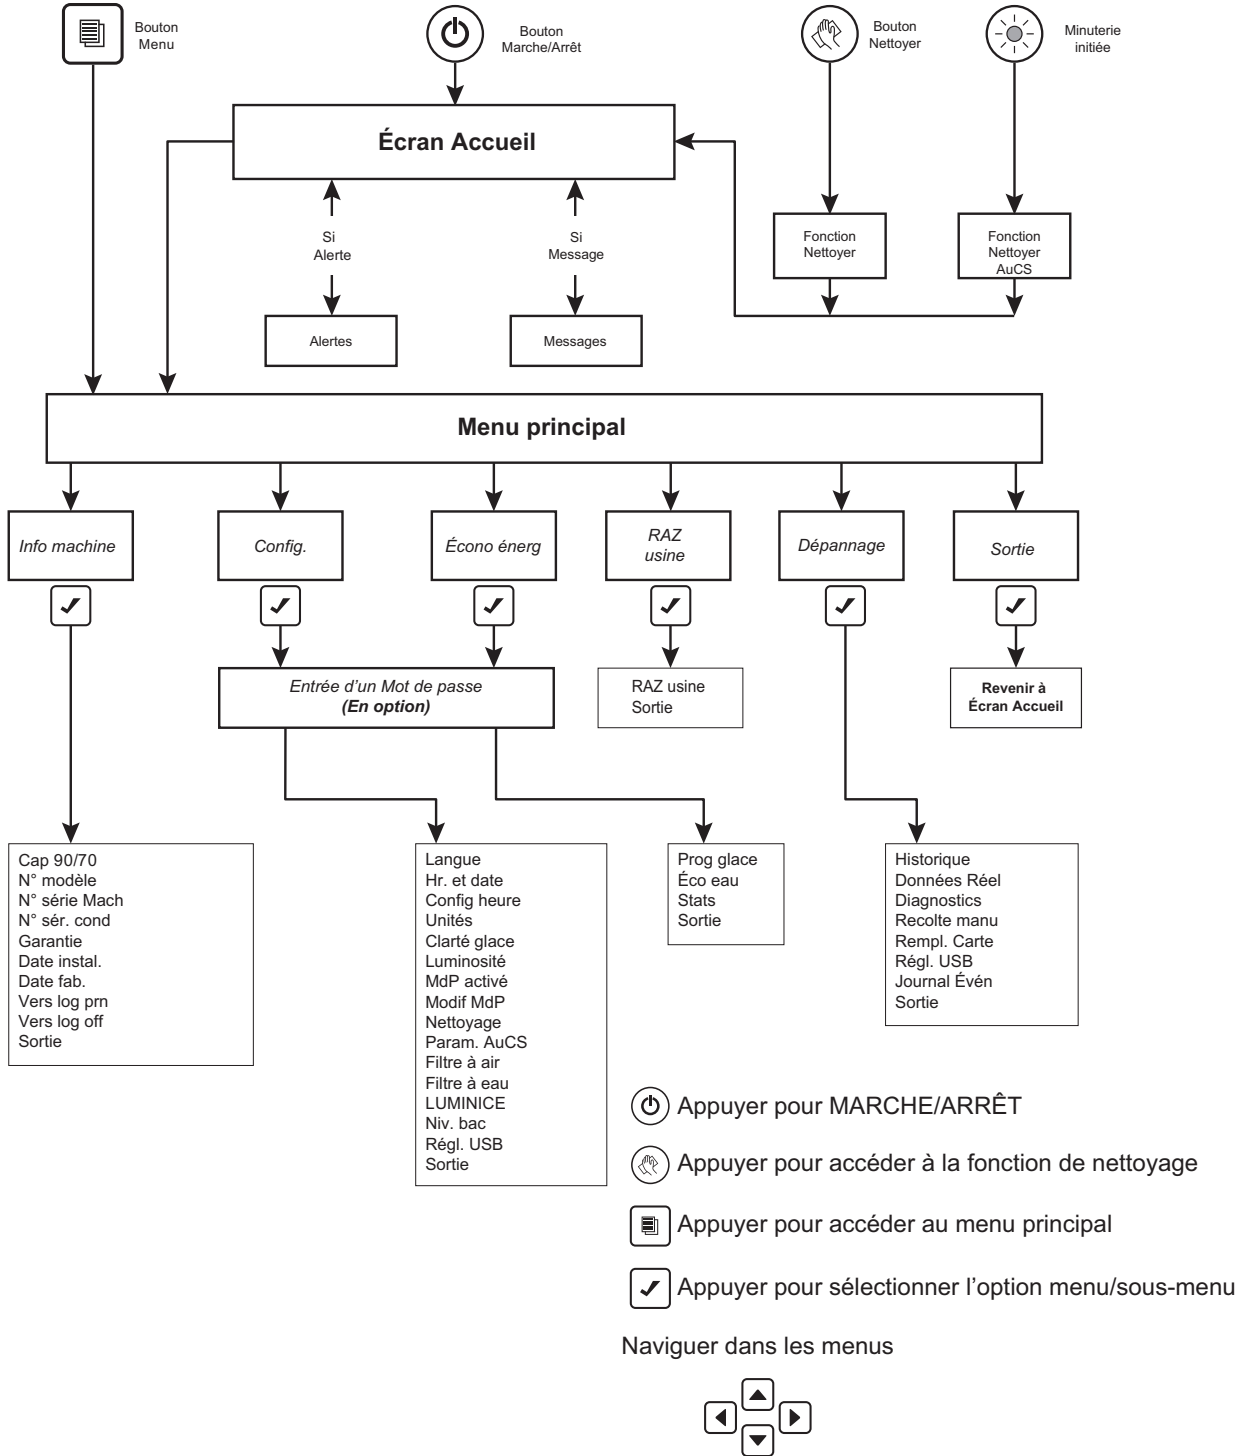 Bouton
Menu
Bouton
Marche/Arrêt
Bouton
Nettoyer
Minuterie
initiée
Écran Accueil
Si
Alerte
Si
Message
Fonction
Nettoyer
Fonction
Nettoyer
AuCS
Alertes
Messages
Menu principal
Info machine
Config.
Écono énerg
RAZ
usine
Dépannage
Sortie
Entrée d'un Mot de passe
(En option)
RAZ usine
Sortie
Revenir à
Écran Accueil
Cap 90/70
N° modèle
N° série Mach
N° sér. cond
Garantie
Date instal.
Date fab.
Vers log prn
Vers log off
Sortie
Langue
Hr. et date
Config heure
Unités
Clarté glace
Luminosité
MdP activé
Modif MdP
Nettoyage
Param. AuCS
Filtre à air
Filtre à eau
LUMINICE
Niv. bac
Régl. USB
Sortie
Prog glace
Éco eau
Stats
Sortie
Historique
Données Réel
Diagnostics
Recolte manu
Rempl. Carte
Régl. USB
Journal Évén
Sortie
Appuyer pour MARCHE/ARRÊT
Appuyer pour accéder à la fonction de nettoyage
Appuyer pour accéder au menu principal
Appuyer pour sélectionner l'option menu/sous-menu
Naviguer dans les menus